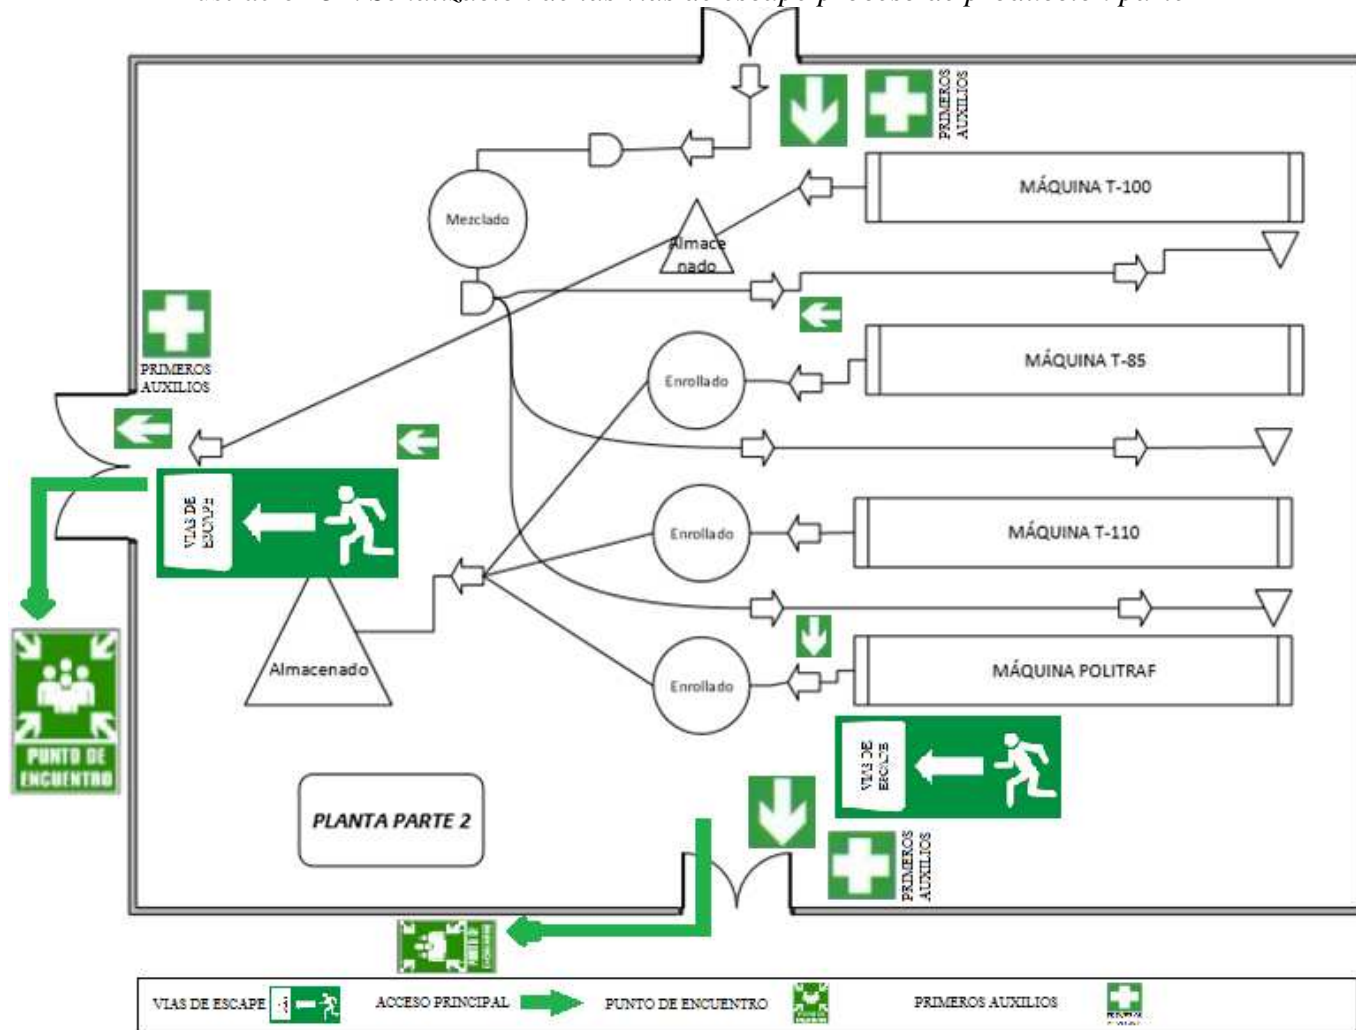 PRIMEROS
AUXILIOS
MÁQUINA T-100
Mezclado
Almace
nado
PRIMEROS
AUXILIOS
MÁQUINA T-85
Enrollado
VIAS DE
ESCAPE
Enrollado
MÁQUINA T-110
Almacenado
Enrollado
MÁQUINA POLITRAF
PUNTO DE
ENCUENTRO
VIAS DE
ESCAPE
PLANTA PARTE 2
PRIMEROS
AUXILIOS
VIAS DE ESCAPE ACCESO PRINCIPAL PUNTO DE ENCUENTRO PRIMEROS AUXILIOS